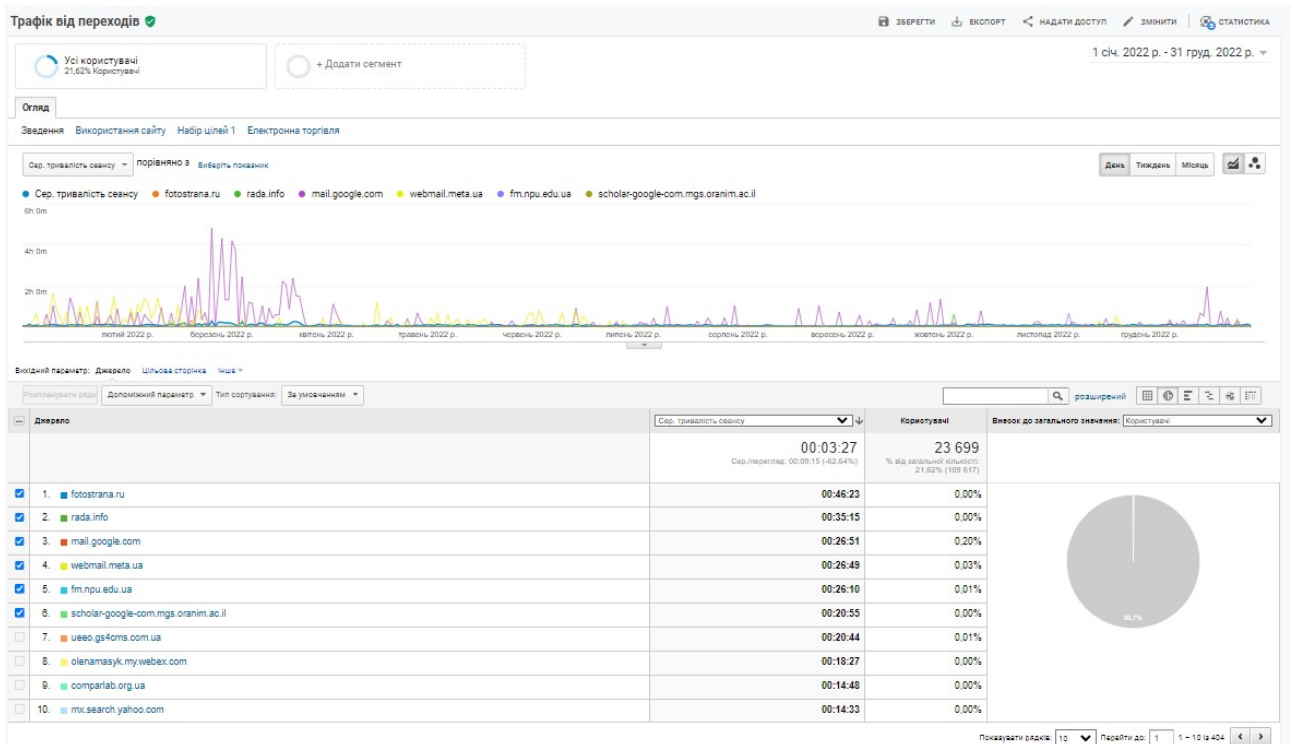 Трафік від переходів
ЗБЕРЕГТИ ЕКСПОРТ НАДАТИ ДОСТУП ЗМІНИТИ СТАТИСТИКА
Усі користувачі
21,62% Користувачі
+ Додати сегмент
1 січ. 2022 р. - 31 груд. 2022 р.
Огляд
Зведення Використання сайту Набір цілей 1 Електронна торгівля
Сер. тривалість сеансу порівняно з Виберіть показник
День Тиждень Місяць
Сер. тривалість сеансу fotostrana.ru rada.info mail.google.com webmail.meta.ua fm.npu.edu.ua scholar-google-com.mgs.oranim.ac.il
6h 0m
4h 0m
2h 0m
лютий 2022 р. березень 2022 р. квітень 2022 р. травень 2022 р. червень 2022 р. липень 2022 р. серпень 2022 р. вересень 2022 р. жовтень 2022 р. листопад 2022 р. грудень 2022 р.
Вихідний параметр: Джерело Цільова сторінка Інше
Розпланувати ряди Допоміжний параметр Тип сортування: За умовчанням
розширений
Джерело Сер. тривалість сеансу Користувачі Внесок до загального значення: Користувачі
00:03:27 23 699
Сер./перегляд: 00:09:15 (-62,64%) % від загальної кількості: 21,62% (109 617)
1. fotostrana.ru 00:46:23 0,00%
2. rada.info 00:35:15 0,00%
3. mail.google.com 00:26:51 0,20%
4. webmail.meta.ua 00:26:49 0,03%
5. fm.npu.edu.ua 00:26:10 0,01%
6. scholar-google-com.mgs.oranim.ac.il 00:20:55 0,00%
7. ueeo.gs4cms.com.ua 00:20:44 0,01%
8. olenamasyk.my.webex.com 00:18:27 0,00%
9. comparlab.org.ua 00:14:48 0,00%
10. mx.search.yahoo.com 00:14:33 0,00%
Показувати рядків: 10 Перейти до: 1 1 – 10 із 404